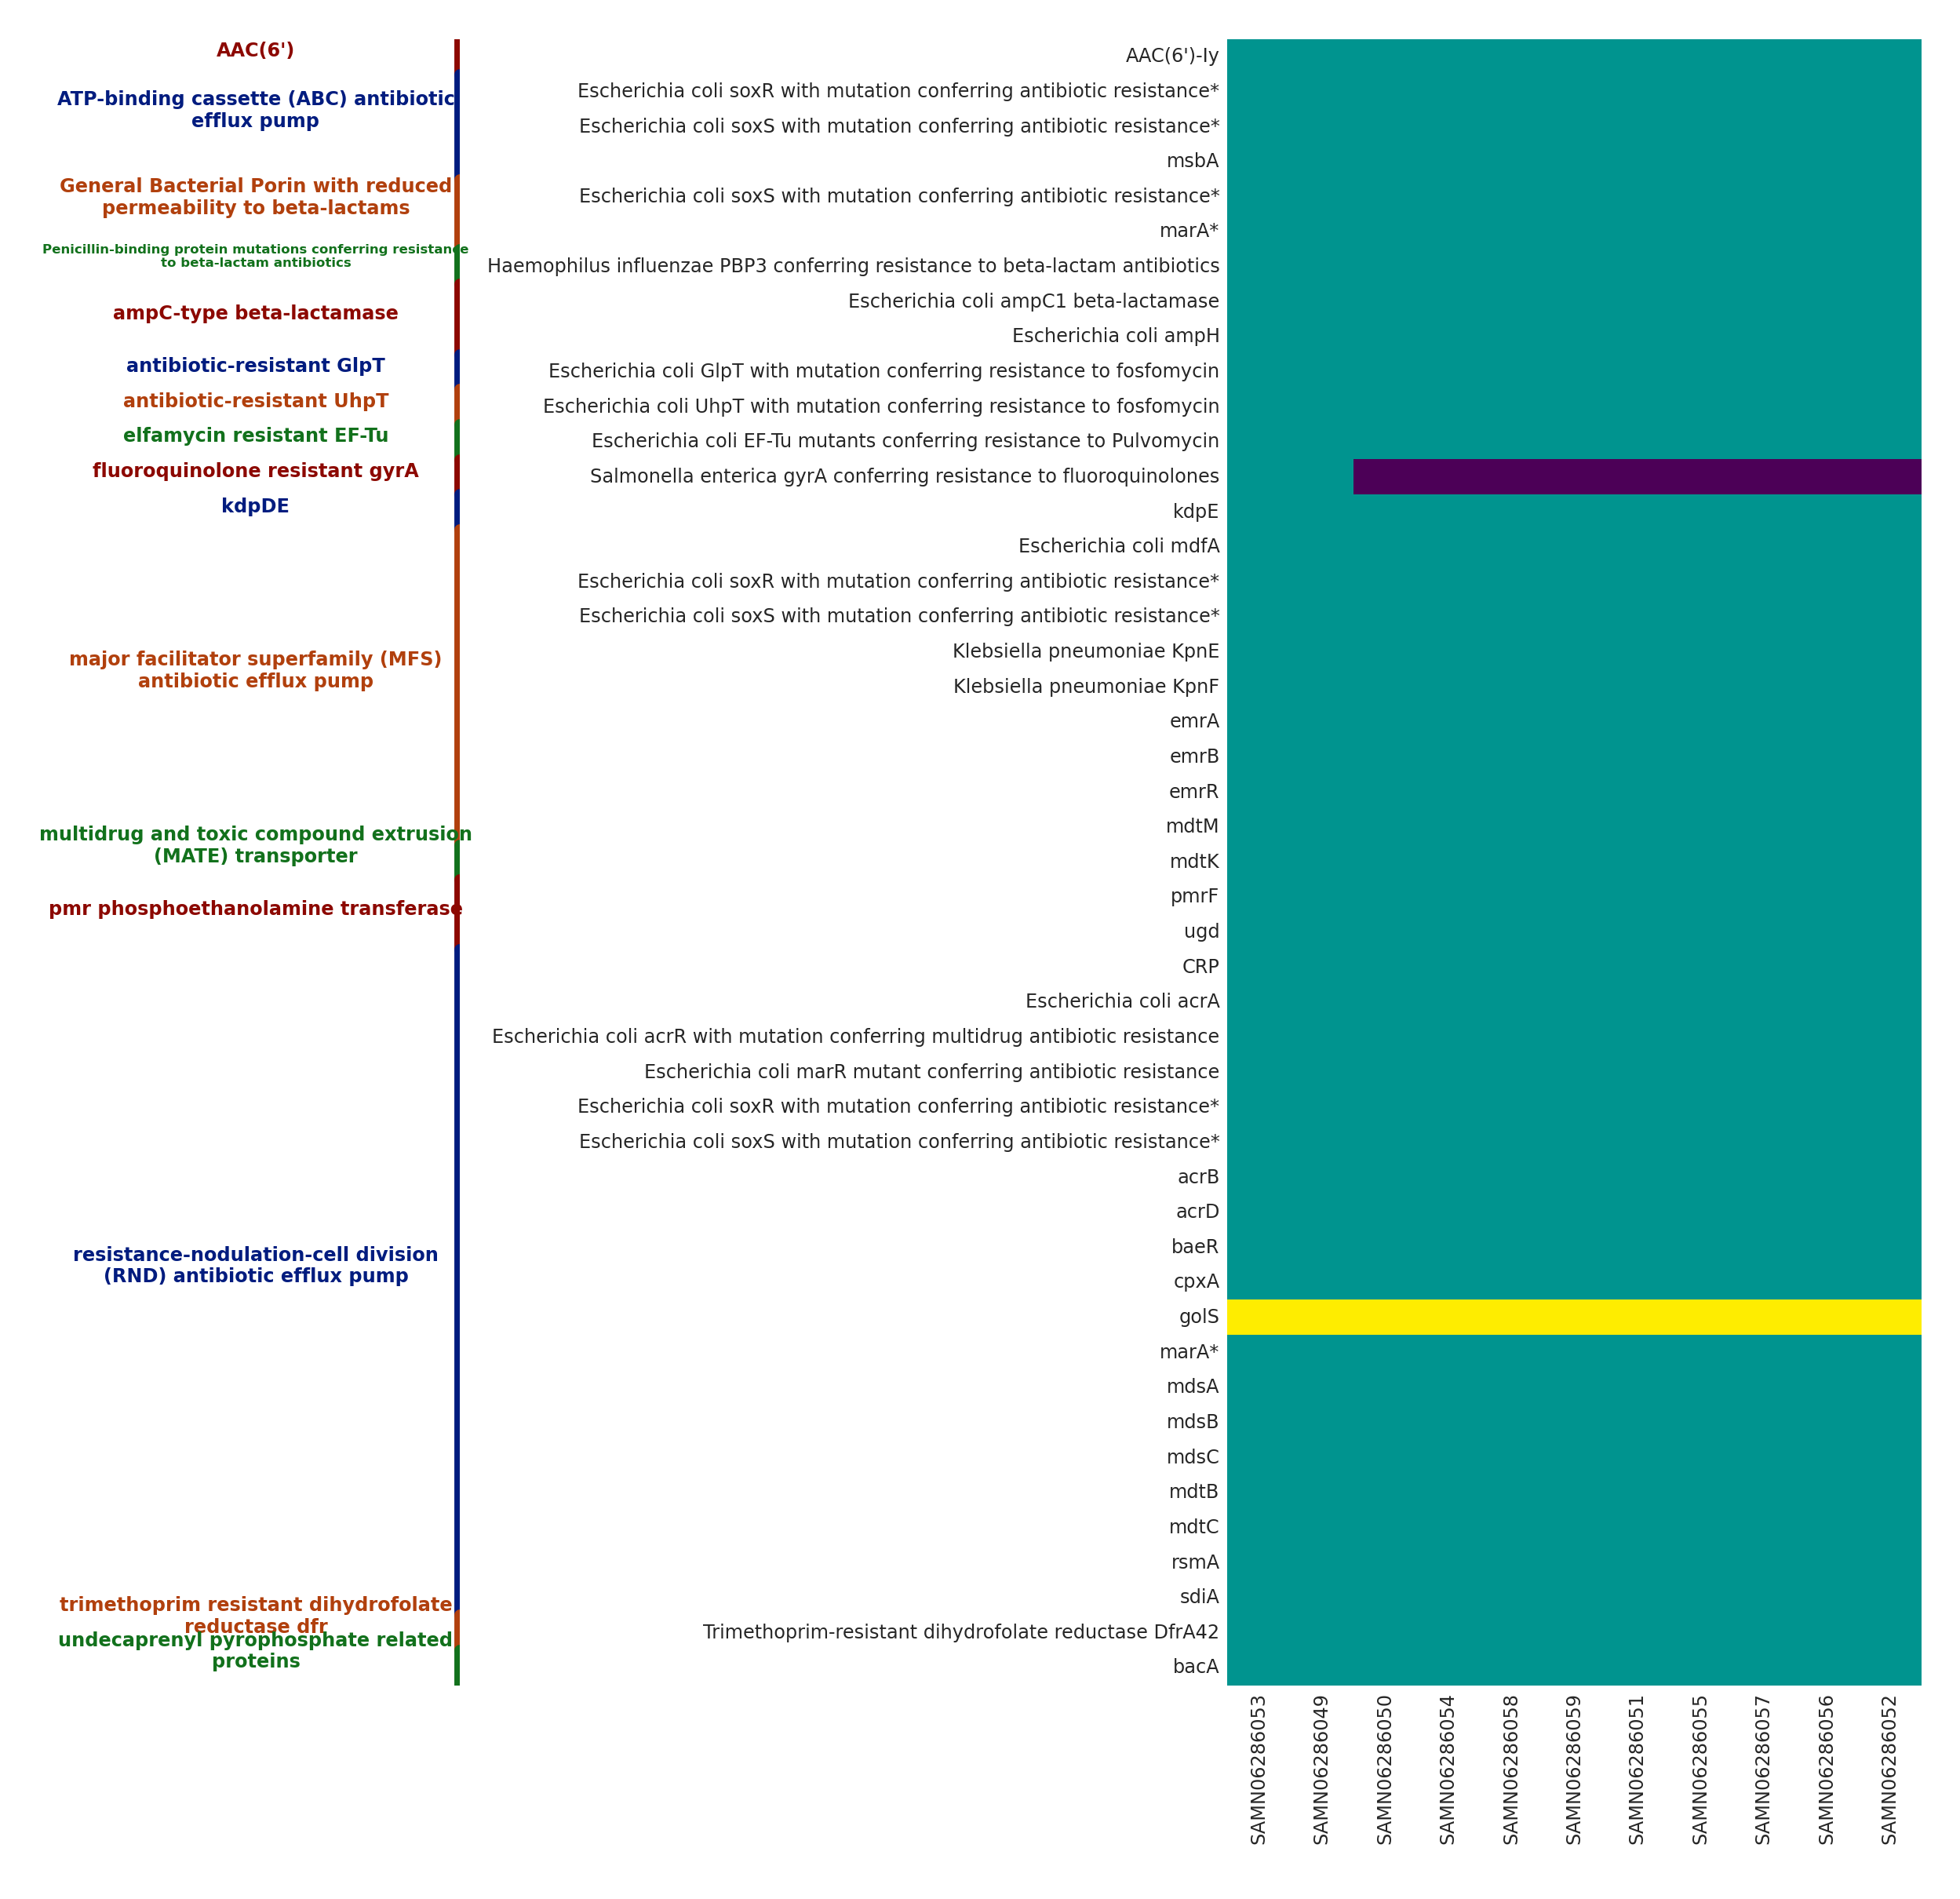 AAC(6')
ATP-binding cassette (ABC) antibiotic
efflux pump
General Bacterial Porin with reduced
permeability to beta-lactams
Penicillin-binding protein mutations conferring resistance
to beta-lactam antibiotics
ampC-type beta-lactamase
antibiotic-resistant GlpT
antibiotic-resistant UhpT
elfamycin resistant EF-Tu
fluoroquinolone resistant gyrA
kdpDE
major facilitator superfamily (MFS)
antibiotic efflux pump
multidrug and toxic compound extrusion
(MATE) transporter
pmr phosphoethanolamine transferase
resistance-nodulation-cell division
(RND) antibiotic efflux pump
trimethoprim resistant dihydrofolate
reductase dfr
undecaprenyl pyrophosphate related
proteins
AAC(6')-Iy
Escherichia coli soxR with mutation conferring antibiotic resistance*
Escherichia coli soxS with mutation conferring antibiotic resistance*
msbA
Escherichia coli soxS with mutation conferring antibiotic resistance*
marA*
Haemophilus influenzae PBP3 conferring resistance to beta-lactam antibiotics
Escherichia coli ampC1 beta-lactamase
Escherichia coli ampH
Escherichia coli GlpT with mutation conferring resistance to fosfomycin
Escherichia coli UhpT with mutation conferring resistance to fosfomycin
Escherichia coli EF-Tu mutants conferring resistance to Pulvomycin
Salmonella enterica gyrA conferring resistance to fluoroquinolones
kdpE
Escherichia coli mdfA
Escherichia coli soxR with mutation conferring antibiotic resistance*
Escherichia coli soxS with mutation conferring antibiotic resistance*
Klebsiella pneumoniae KpnE
Klebsiella pneumoniae KpnF
emrA
emrB
emrR
mdtM
mdtK
pmrF
ugd
CRP
Escherichia coli acrA
Escherichia coli acrR with mutation conferring multidrug antibiotic resistance
Escherichia coli marR mutant conferring antibiotic resistance
Escherichia coli soxR with mutation conferring antibiotic resistance*
Escherichia coli soxS with mutation conferring antibiotic resistance*
acrB
acrD
baeR
cpxA
golS
marA*
mdsA
mdsB
mdsC
mdtB
mdtC
rsmA
sdiA
Trimethoprim-resistant dihydrofolate reductase DfrA42
bacA
SAMN06286053
SAMN06286049
SAMN06286050
SAMN06286054
SAMN06286058
SAMN06286059
SAMN06286051
SAMN06286055
SAMN06286057
SAMN06286056
SAMN06286052